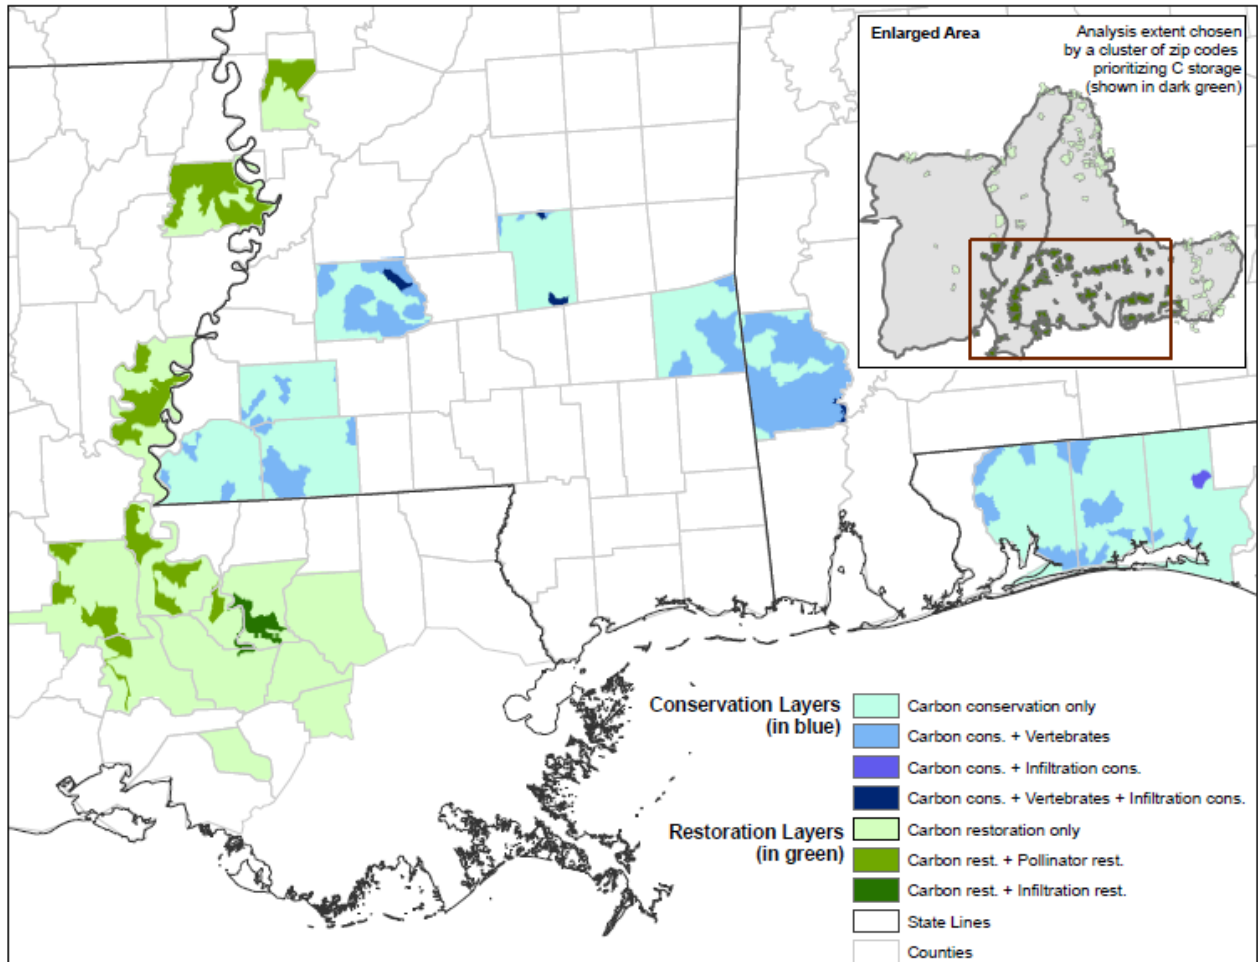 Enlarged Area
Analysis extent chosen
by a cluster of zip codes
prioritizing C storage
(shown in dark green)
Conservation Layers
(in blue)
Carbon conservation only
Carbon cons. + Vertebrates
Carbon cons. + Infiltration cons.
Carbon cons. + Vertebrates + Infiltration cons.
Restoration Layers
(in green)
Carbon restoration only
Carbon rest. + Pollinator rest.
Carbon rest. + Infiltration rest.
State Lines
Counties